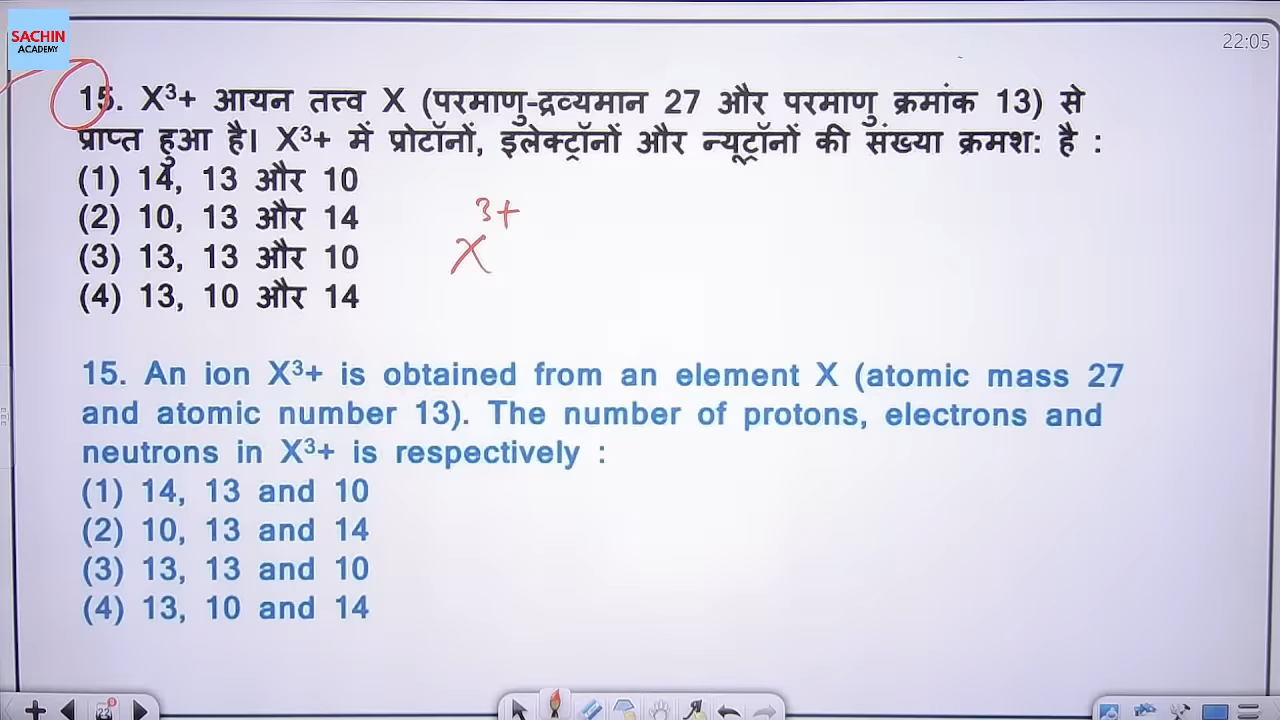 SACHIN
ACADEMY
22:05
15. X³+ आयन तत्त्व X (परमाणु-द्रव्यमान 27 और परमाणु क्रमांक 13) से
प्राप्त हुआ है। X³+ में प्रोटॉनों, इलेक्ट्रॉनों और न्यूट्रॉनों की संख्या क्रमश: है :
(1) 14, 13 और 10
(2) 10, 13 और 14
(3) 13, 13 और 10
(4) 13, 10 और 14
X³⁺
15. An ion X³+ is obtained from an element X (atomic mass 27
and atomic number 13). The number of protons, electrons and
neutrons in X³+ is respectively :
(1) 14, 13 and 10
(2) 10, 13 and 14
(3) 13, 13 and 10
(4) 13, 10 and 14